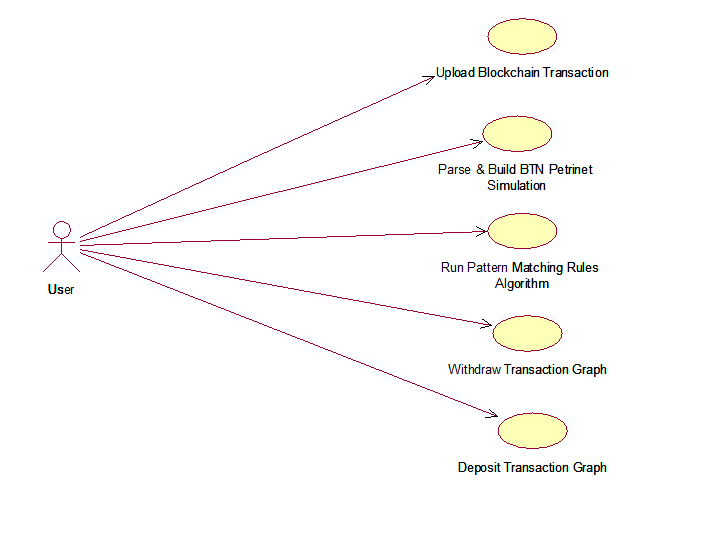 Upload Blockchain Transaction
Parse & Build BTN Petrinet
Simulation
Run Pattern Matching Rules
Algorithm
User
Withdraw Transaction Graph
Deposit Transaction Graph